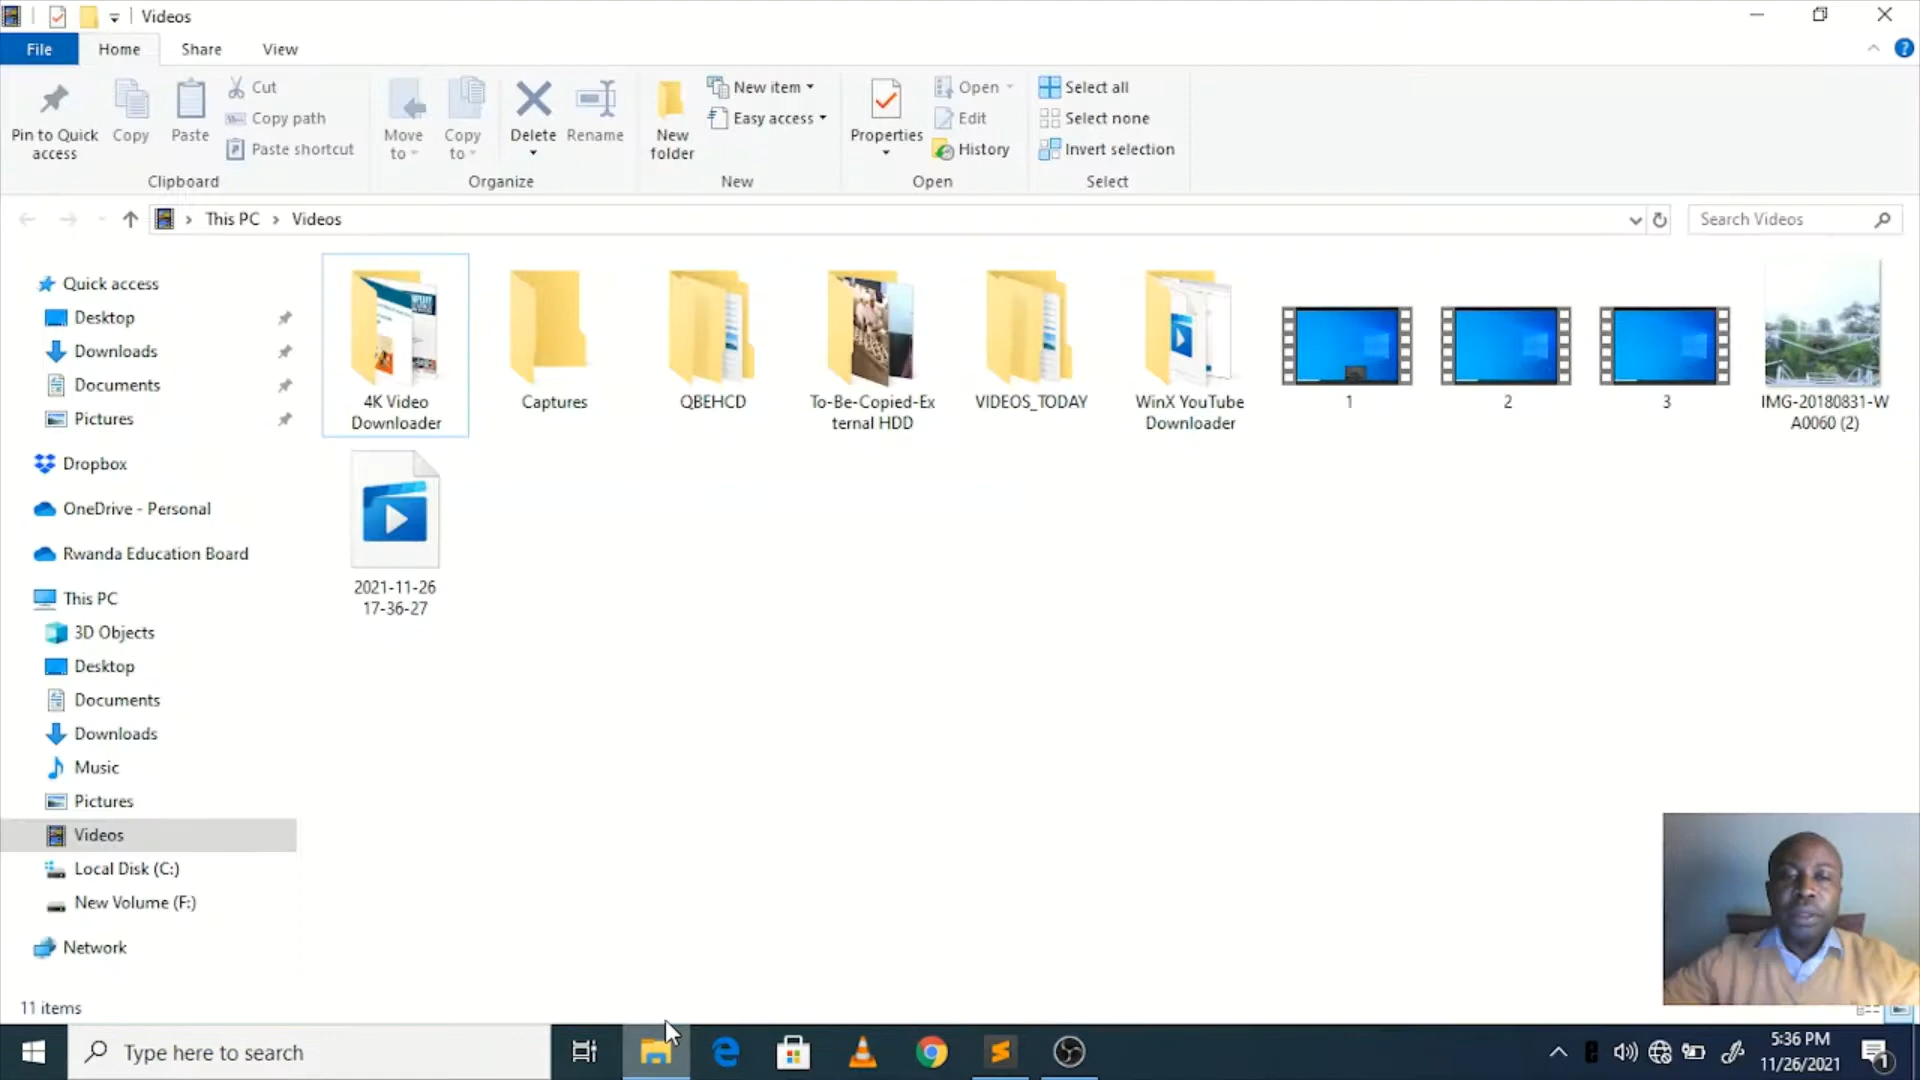 Videos
File Home Share View
Pin to Quick access
Copy
Paste
Cut
Copy path
Paste shortcut
Clipboard
Move to
Copy to
Delete
Rename
Organize
New folder
New item
Easy access
New
Properties
Open
Edit
History
Open
Select all
Select none
Invert selection
Select
This PC > Videos
Search Videos
Quick access
Desktop
Downloads
Documents
Pictures
Dropbox
OneDrive - Personal
Rwanda Education Board
This PC
3D Objects
Desktop
Documents
Downloads
Music
Pictures
Videos
Local Disk (C:)
New Volume (F:)
Network
4K Video
Downloader
Captures
QBEHCD
To-Be-Copied-Ex
ternal HDD
VIDEOS_TODAY
WinX YouTube
Downloader
1
2
3
IMG-20180831-W
A0060 (2)
2021-11-26
17-36-27
11 items
Type here to search
5:36 PM
11/26/2021
1